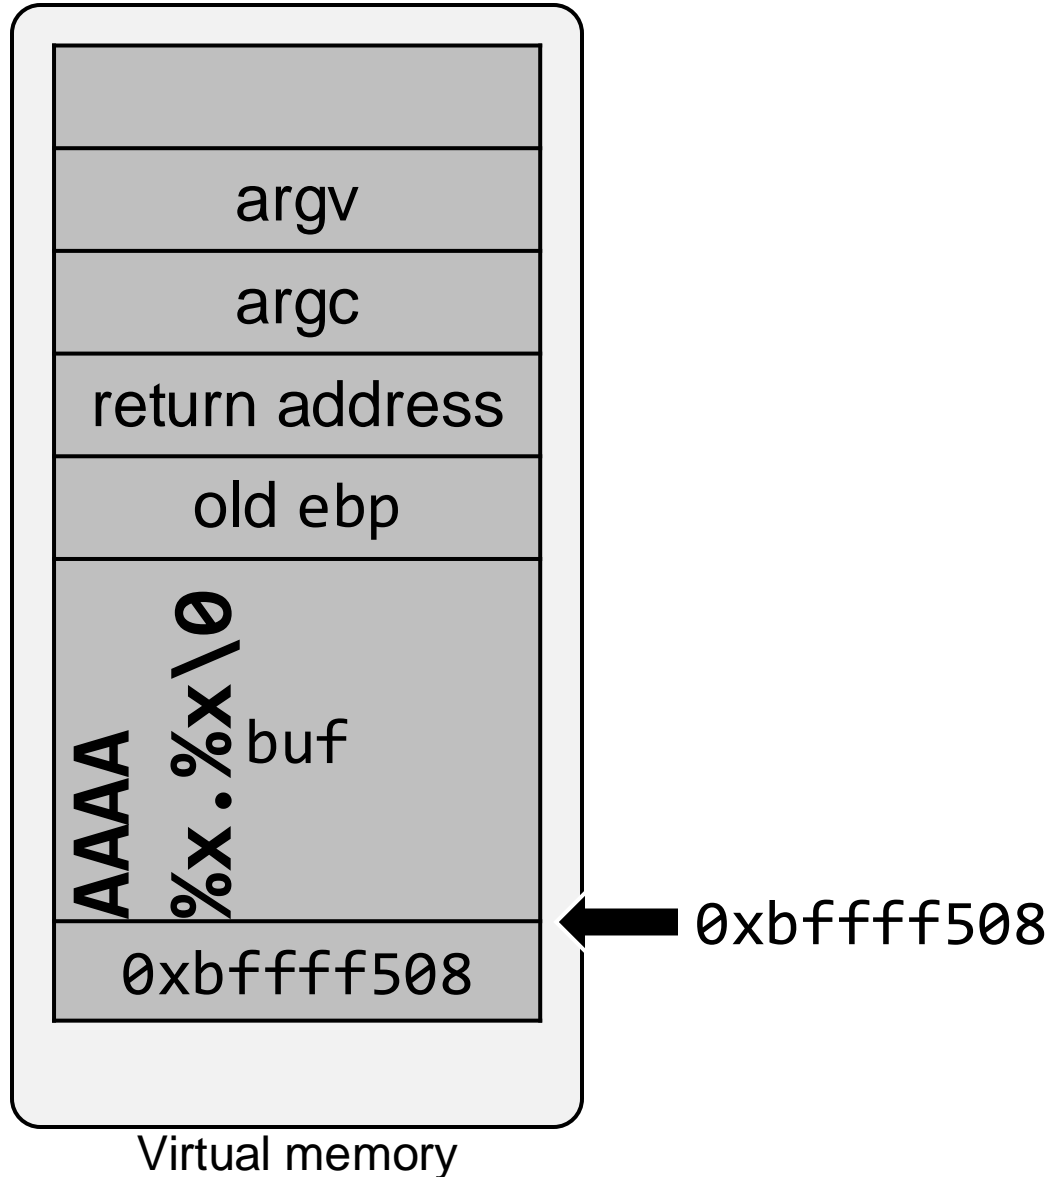 argv
argc
return address
old ebp
AAAA
%x.%x\0
buf
0xbffff508
0xbffff508
Virtual memory